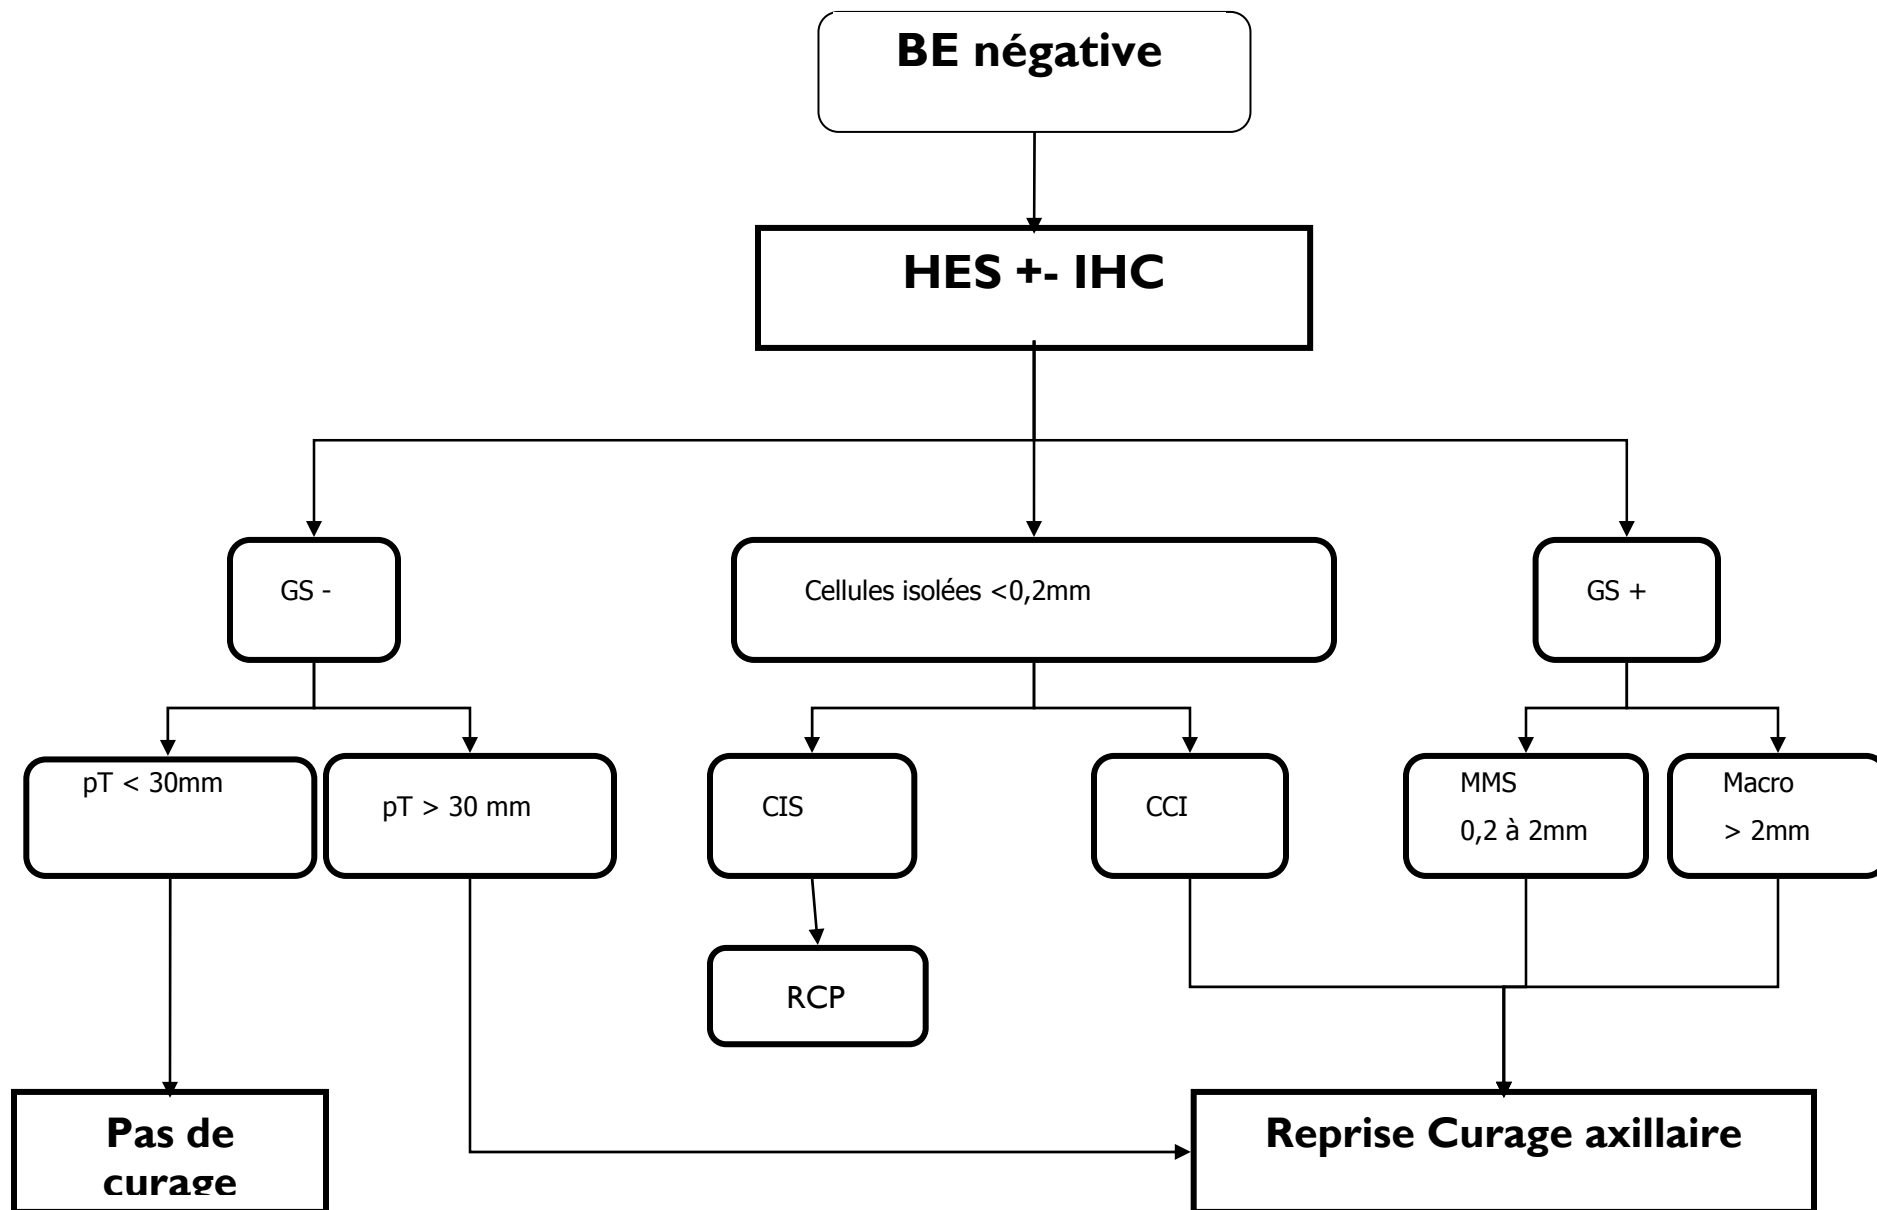 BE négative
HES +- IHC
GS -
Cellules isolées <0,2mm
GS +
pT < 30mm
pT > 30 mm
CIS
CCI
MMS
0,2 à 2mm
Macro
> 2mm
RCP
Pas de
curage
Reprise Curage axillaire